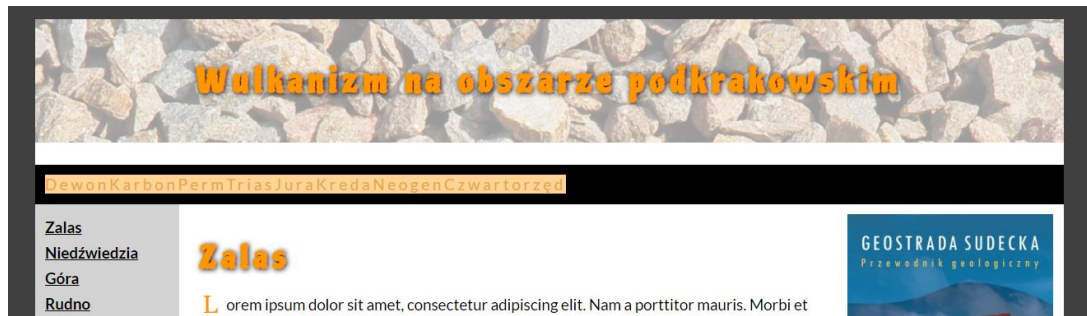 Wulkanizm na obszarze podkrakowskim
DewonKarbonPermTriasJuraKredaNeogenCzwartorzęd
Zalas
Niedźwiedzia
Góra
Rudno
Zalas
Lorem ipsum dolor sit amet, consectetur adipiscing elit. Nam a porttitor mauris. Morbi et
GEOSTRADA SUDECKA
Przewodnik geologiczny